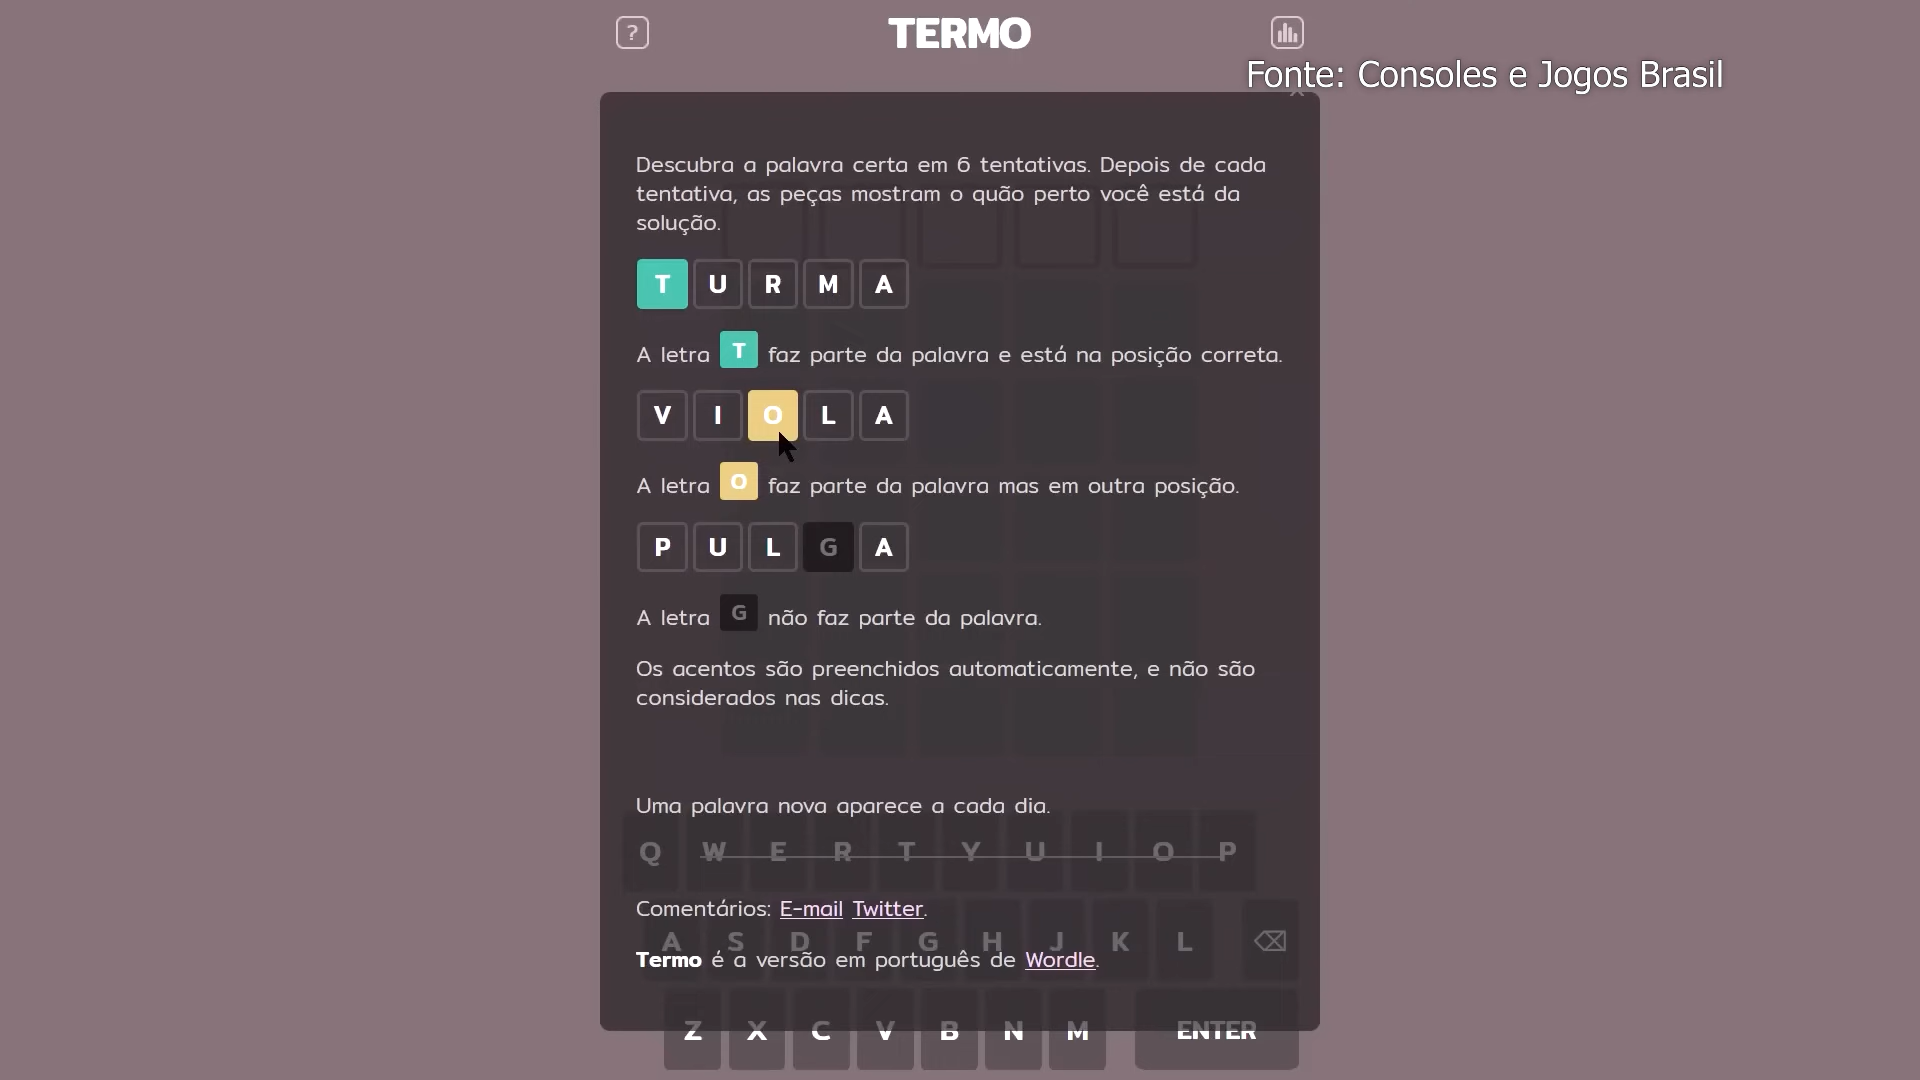 ?
TERMO
Fonte: Consoles e Jogos Brasil
Descubra a palavra certa em 6 tentativas. Depois de cada
tentativa, as peças mostram o quão perto você está da
solução.
T U R M A
A letra T faz parte da palavra e está na posição correta.
V I O L A
A letra O faz parte da palavra mas em outra posição.
P U L G A
A letra G não faz parte da palavra.
Os acentos são preenchidos automaticamente, e não são
considerados nas dicas.
Uma palavra nova aparece a cada dia.
Q W E R T Y U I O P
Comentários: E-mail Twitter.
A S D F G H J K L
Termo é a versão em português de Wordle.
Z X C V B N M ENTER